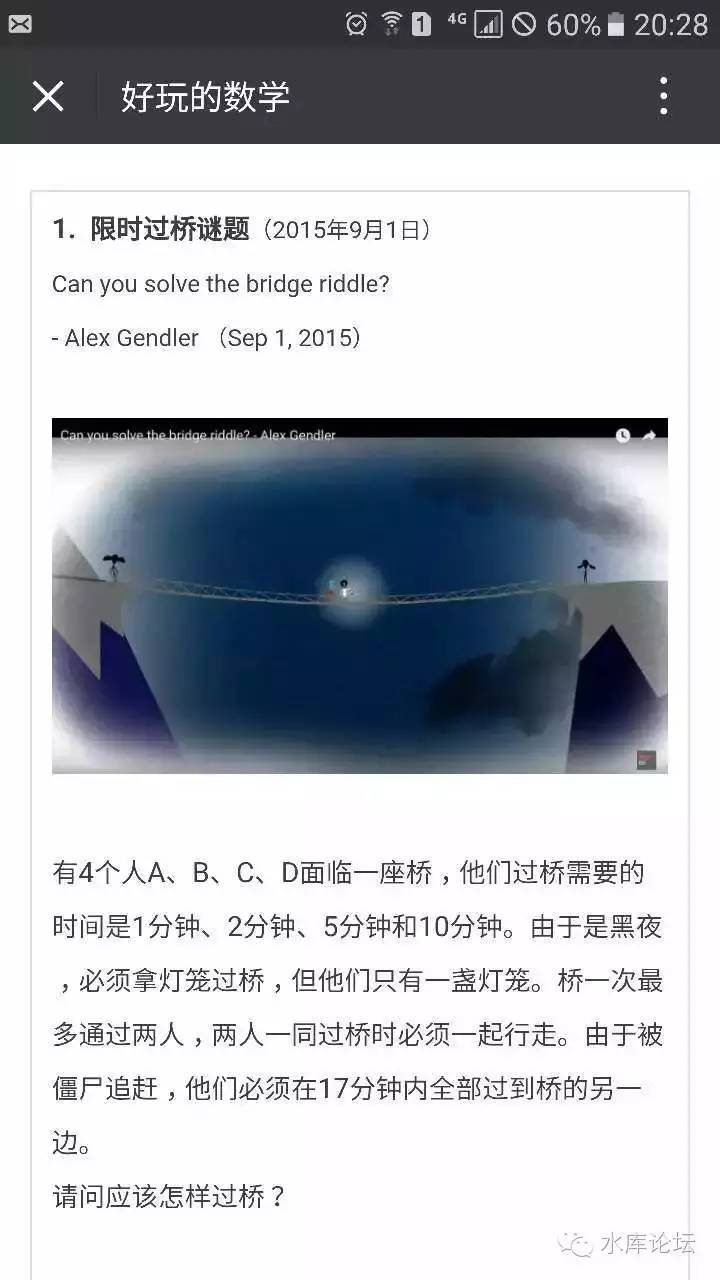 1 4G 60% 20:28
好玩的数学
1. 限时过桥谜题（2015年9月1日）
Can you solve the bridge riddle?
- Alex Gendler （Sep 1, 2015）
Can you solve the bridge riddle? - Alex Gendler
有4个人A、B、C、D面临一座桥，他们过桥需要的
时间是1分钟、2分钟、5分钟和10分钟。由于是黑夜
，必须拿灯笼过桥，但他们只有一盏灯笼。桥一次最
多通过两人，两人一同过桥时必须一起行走。由于被
僵尸追赶，他们必须在17分钟内全部过到桥的另一
边。
请问应该怎样过桥？
水库论坛